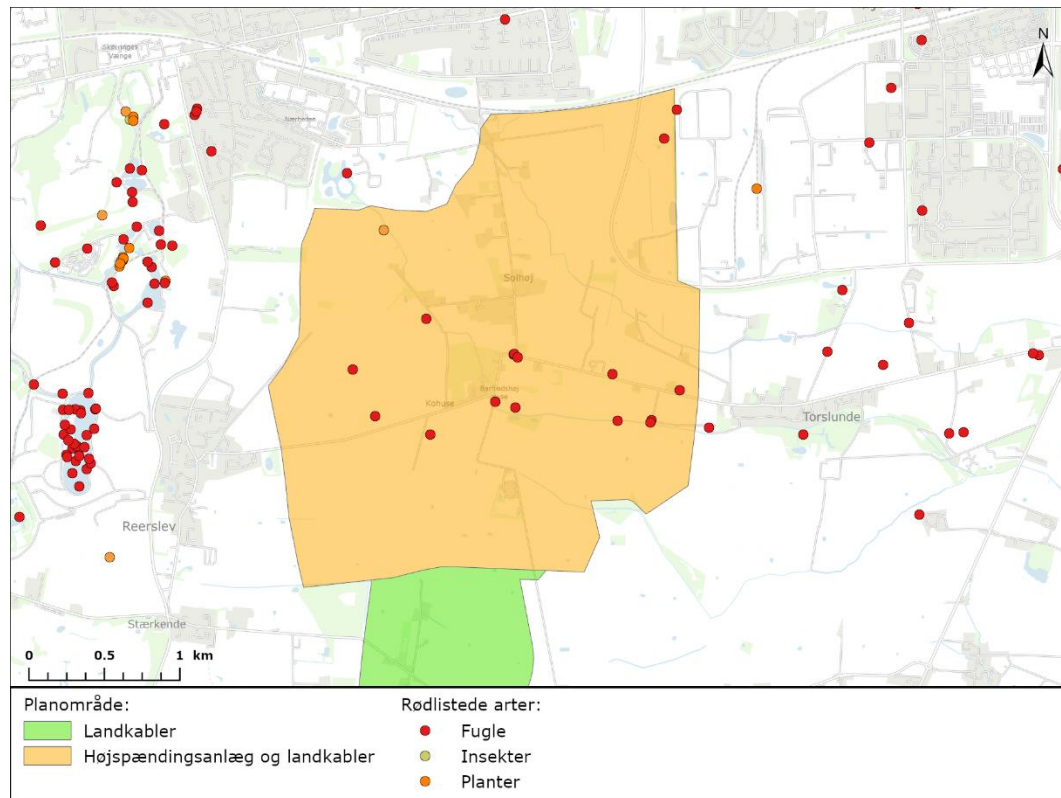 N
Solhøj
Kohuse
Torslunde
Reerslev
Stærkende
0 0.5 1 km
Planområde:
Landkabler
Højspændingsanlæg og landkabler
Rødlistede arter:
Fugle
Insekter
Planter